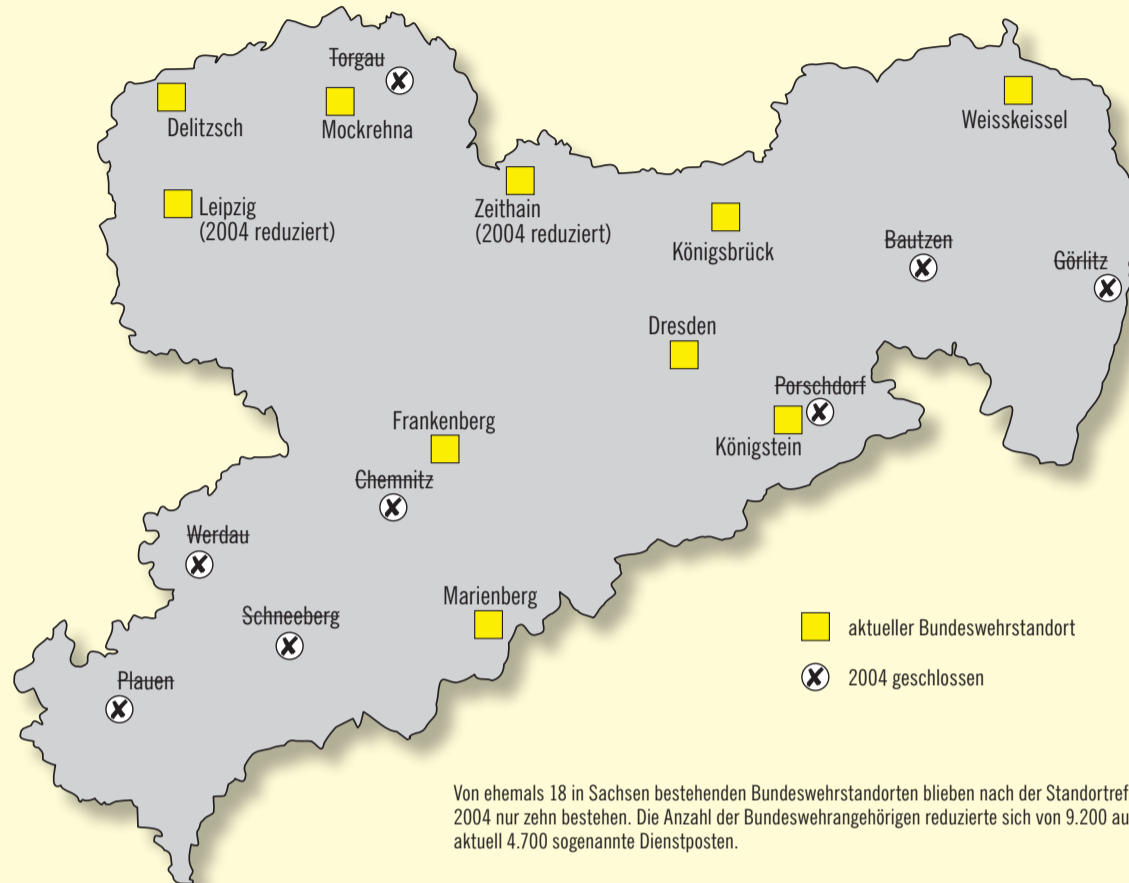 Torgau
Delitzsch
Mockrehna
Weisskeissel
Leipzig
(2004 reduziert)
Zeithain
(2004 reduziert)
Königsbrück
Bautzen
Görlitz
Dresden
Porschdorf
Königstein
Frankenberg
Chemnitz
Werdau
Marienberg
Schneeberg
Plauen
aktueller Bundeswehrstandort
2004 geschlossen
Von ehemals 18 in Sachsen bestehenden Bundeswehrstandorten blieben nach der
2004 nur zehn bestehen. Die Anzahl der Bundeswehrangehörigen reduzierte sich von 9.200
aktuell 4.700 sogenannte Dienstposten.